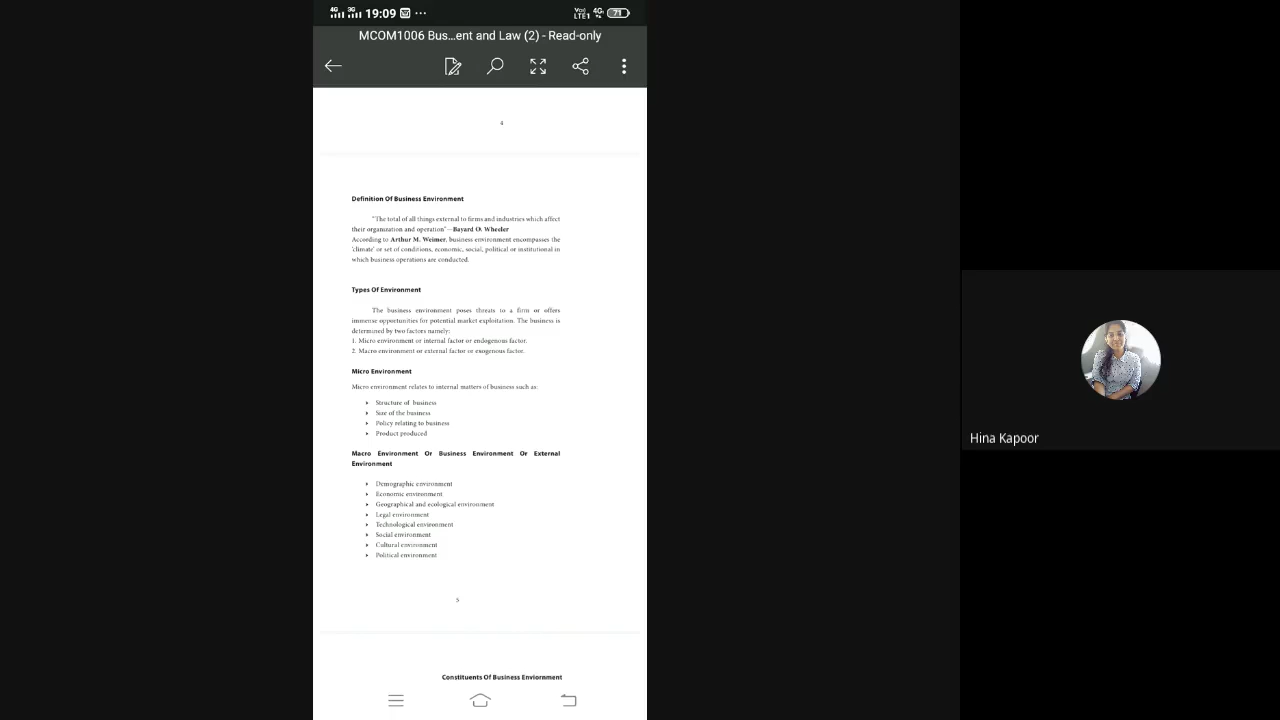 4G 3G 19:09 ... Vo) LTE1 4G 71
MCOM1006 Bus...ent and Law (2) - Read-only
4
Definition Of Business Environment
"The total of all things external to firms and industries which affect
their organization and operation"—Bayard O. Wheeler
According to Arthur M. Weimer, business environment encompasses the
'climate' or set of conditions, economic, social, political or institutional in
which business operations are conducted.
Types Of Environment
The business environment poses threats to a firm or offers
immense opportunities for potential market exploitation. The business is
determined by two factors namely:
1. Micro environment or internal factor or endogenous factor.
2. Macro environment or external factor or exogenous factor.
Micro Environment
Micro environment relates to internal matters of business such as:
Structure of business
Size of the business
Policy relating to business
Product produced
Macro Environment Or Business Environment Or External
Environment
Demographic environment
Economic environment
Geographical and ecological environment
Legal environment
Technological environment
Social environment
Cultural environment
Political environment
5
Constituents Of Business Enviornment
Hina Kapoor